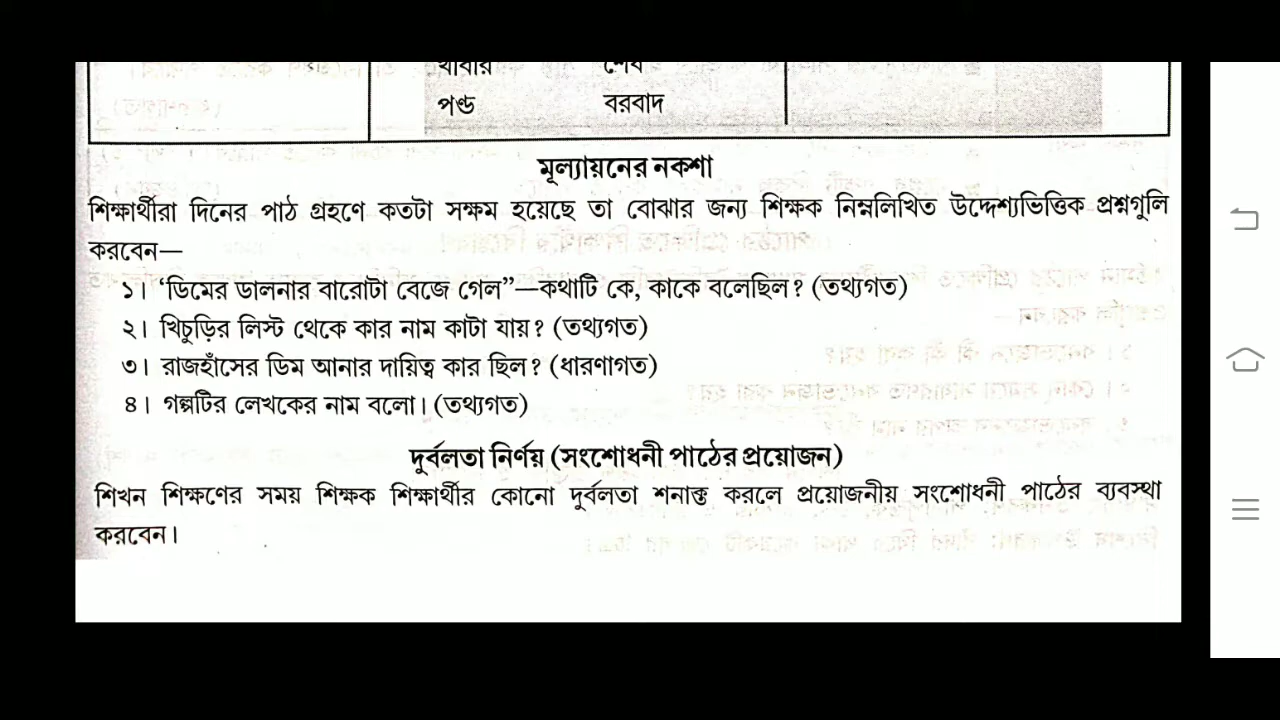 খাবার শেষ
পণ্ড বরবাদ
মূল্যায়নের নকশা
শিক্ষার্থীরা দিনের পাঠ গ্রহণে কতটা সক্ষম হয়েছে তা বোঝার জন্য শিক্ষক নিম্নলিখিত উদ্দেশ্যভিত্তিক প্রশ্নগুলি
করবেন—
১। ‘ডিমের ডালনার বারোটা বেজে গেল”—কথাটি কে, কাকে বলেছিল? (তথ্যগত)
২। খিচুড়ির লিস্ট থেকে কার নাম কাটা যায়? (তথ্যগত)
৩। রাজহাঁসের ডিম আনার দায়িত্ব কার ছিল? (ধারণাগত)
৪। গল্পটির লেখকের নাম বলো। (তথ্যগত)
দুর্বলতা নির্ণয় (সংশোধনী পাঠের প্রয়োজন)
শিখন শিক্ষণের সময় শিক্ষক শিক্ষার্থীর কোনো দুর্বলতা শনাক্ত করলে প্রয়োজনীয় সংশোধনী পাঠের ব্যবস্থা
করবেন।